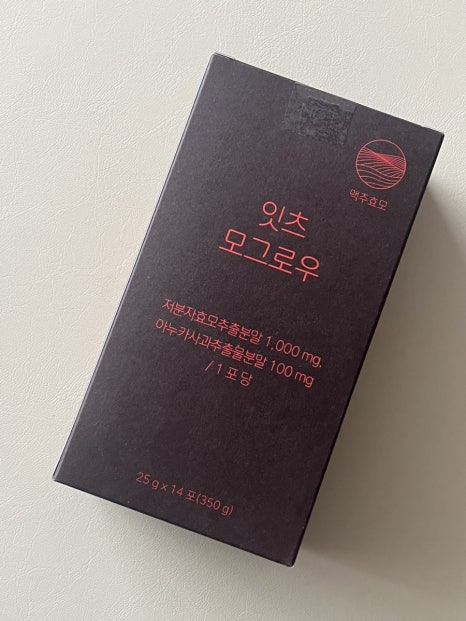 맥주효모
잇츠
모그로우
저분자효모추출분말 1,000 mg,
아누카사과추출물분말 100 mg
/ 1 포 당
25 g x 14 포(350 g)